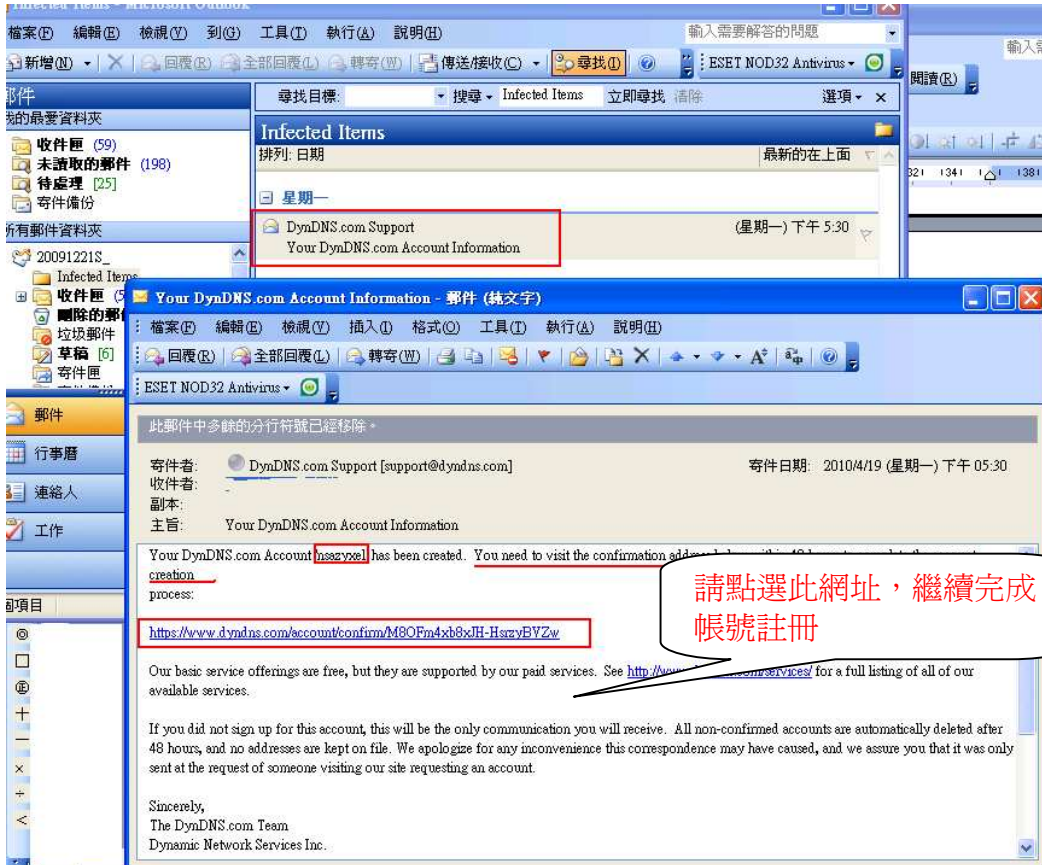 Infected Items - Microsoft Outlook
檔案(F) 編輯(E) 檢視(V) 到(G) 工具(T) 執行(A) 說明(H) 輸入需要解答的問題
新增(N) 回覆(R) 全部回覆(L) 轉寄(W) 傳送/接收(C) 尋找(I) ESET NOD32 Antivirus
閱讀(R)
郵件
尋找目標: 搜尋 Infected Items 立即尋找 清除 選項
我的最愛資料夾
收件匣 (59)
未讀取的郵件 (198)
待處理 [25]
寄件備份
所有郵件資料夾
20091221S_
Infected Items
收件匣
垃圾郵件
草稿 [6]
寄件匣
Infected Items
排列: 日期 最新的在上面
星期一
DynDNS.com Support (星期一) 下午 5:30
Your DynDNS.com Account Information
321 1341 1381
郵件
行事曆
連絡人
工作
個項目
Your DynDNS.com Account Information - 郵件 (純文字)
檔案(F) 編輯(E) 檢視(V) 插入(I) 格式(O) 工具(T) 執行(A) 說明(H)
回覆(R) 全部回覆(L) 轉寄(W)
ESET NOD32 Antivirus
此郵件中多餘的分行符號已經移除。
寄件者: DynDNS.com Support [support@dyndns.com] 寄件日期: 2010/4/19 (星期一) 下午 05:30
收件者:
副本:
主旨: Your DynDNS.com Account Information
Your DynDNS.com Account 'nsazyxel' has been created. You need to visit the confirmation
creation
process:
https://www.dyndns.com/account/confirm/M8OFm4xb8xJH-HsrzyBYZw
請點選此網址，繼續完成
帳號註冊
Our basic service offerings are free, but they are supported by our paid services. See services/ for a full listing of all of our
available services.
If you did not sign up for this account, this will be the only communication you will receive. All non-confirmed accounts are automatically deleted after
48 hours, and no addresses are kept on file. We apologize for any inconvenience this correspondence may have caused, and we assure you that it was only
sent at the request of someone visiting our site requesting an account.
Sincerely,
The DynDNS.com Team
Dynamic Network Services Inc.